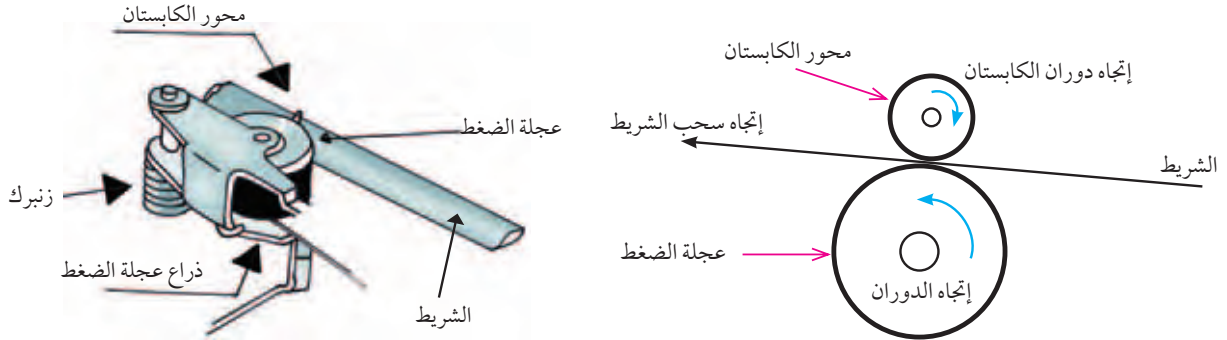 محور الكابستان
عجلة الضغط
زنبرك
ذراع عجلة الضغط
الشريط
محور الكابستان
إتجاه دوران الكابستان
إتجاه سحب الشريط
الشريط
عجلة الضغط
إتجاه الدوران